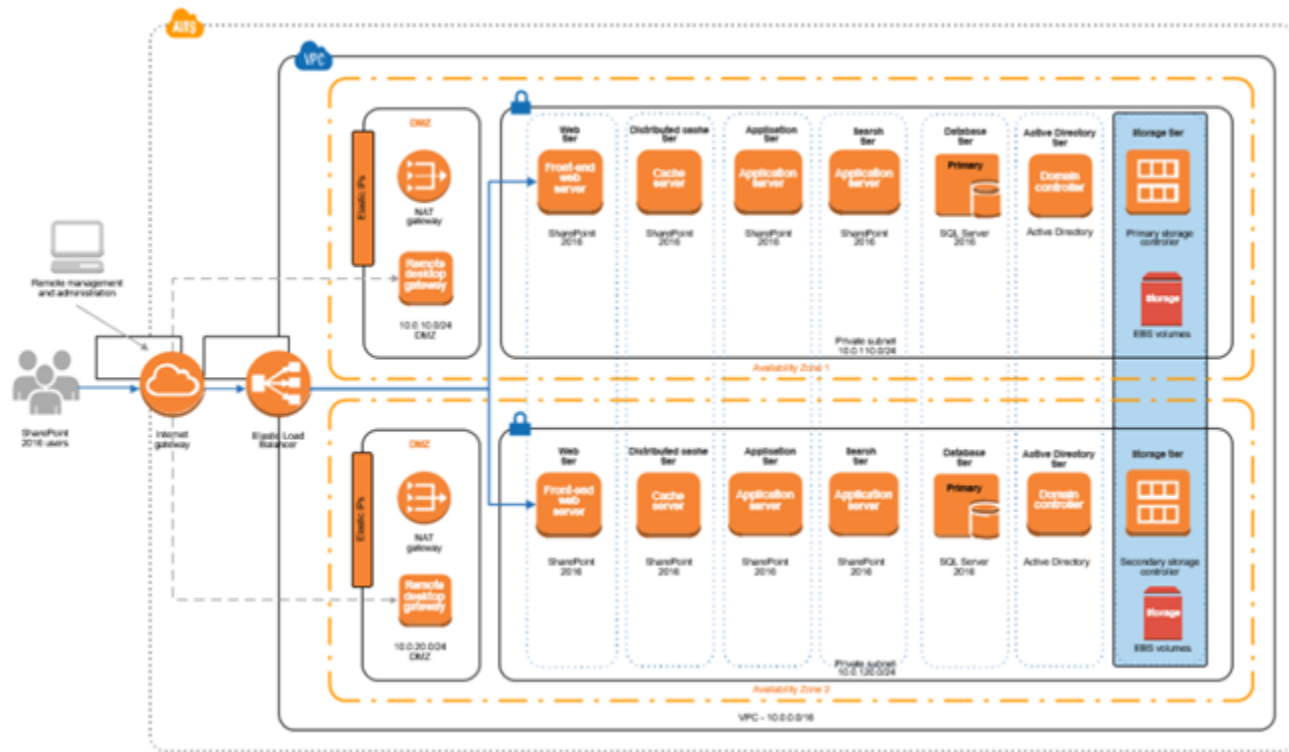 AWS
VPC
DMZ
Elastic IPs
NAT
gateway
Remote
desktop
gateway
10.0.10.0/24
DMZ
Web
tier
Front-end
web
server
SharePoint
2016
Distributed cache
tier
Cache
server
SharePoint
2016
Application
tier
Application
server
SharePoint
2016
Search
tier
Application
server
SharePoint
2016
Database
tier
Primary
SQL Server
2016
Active Directory
tier
Domain
controller
Active Directory
Storage tier
Primary storage
controller
Storage
EBS volumes
Private subnet
10.0.110.0/24
Availability Zone 1
Remote management
and administration
SharePoint
2016 users
Internet
gateway
Elastic Load
Balancer
DMZ
Elastic IPs
NAT
gateway
Remote
desktop
gateway
10.0.20.0/24
DMZ
Web
tier
Front-end
web
server
SharePoint
2016
Distributed cache
tier
Cache
server
SharePoint
2016
Application
tier
Application
server
SharePoint
2016
Search
tier
Application
server
SharePoint
2016
Database
tier
Primary
SQL Server
2016
Active Directory
tier
Domain
controller
Active Directory
Storage tier
Secondary storage
controller
Storage
EBS volumes
Private subnet
10.0.120.0/24
Availability Zone 2
VPC - 10.0.0.0/16